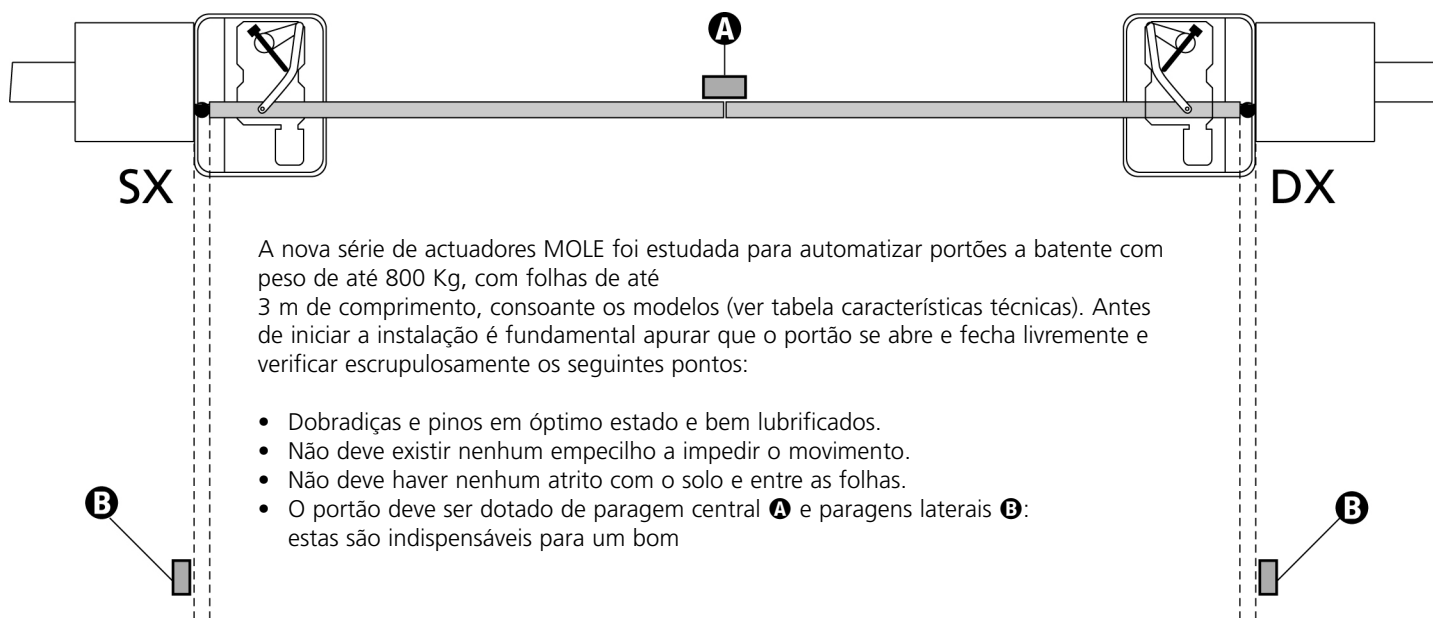 A
SX
DX
A nova série de actuadores MOLE foi estudada para automatizar portões a batente com
peso de até 800 Kg, com folhas de até
3 m de comprimento, consoante os modelos (ver tabela características técnicas). Antes
de iniciar a instalação é fundamental apurar que o portão se abre e fecha livremente e
verificar escrupulosamente os seguintes pontos:
• Dobradiças e pinos em óptimo estado e bem lubrificados.
• Não deve existir nenhum empecilho a impedir o movimento.
• Não deve haver nenhum atrito com o solo e entre as folhas.
• O portão deve ser dotado de paragem central A e paragens laterais B:
estas são indispensáveis para um bom
B
B